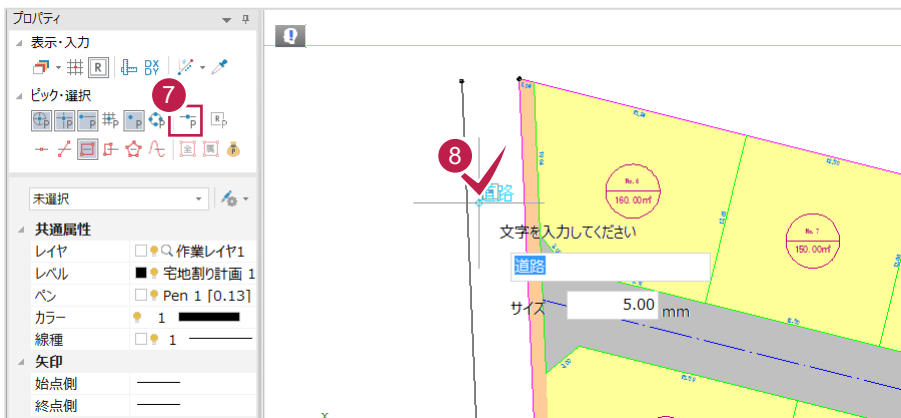 プロパティ
表示・入力
R DX DY
ピック・選択
7
P P P P P P P R P
全 属 P
未選択
共通属性
レイヤ 作業レイヤ1
レベル 宅地割り計画 1
ペン Pen 1 [0.13]
カラー 1
線種 1
矢印
始点側
終点側
8
道路
文字を入力してください
道路
サイズ 5.00 mm
No. 6
160.00㎡
No. 7
150.00㎡
X